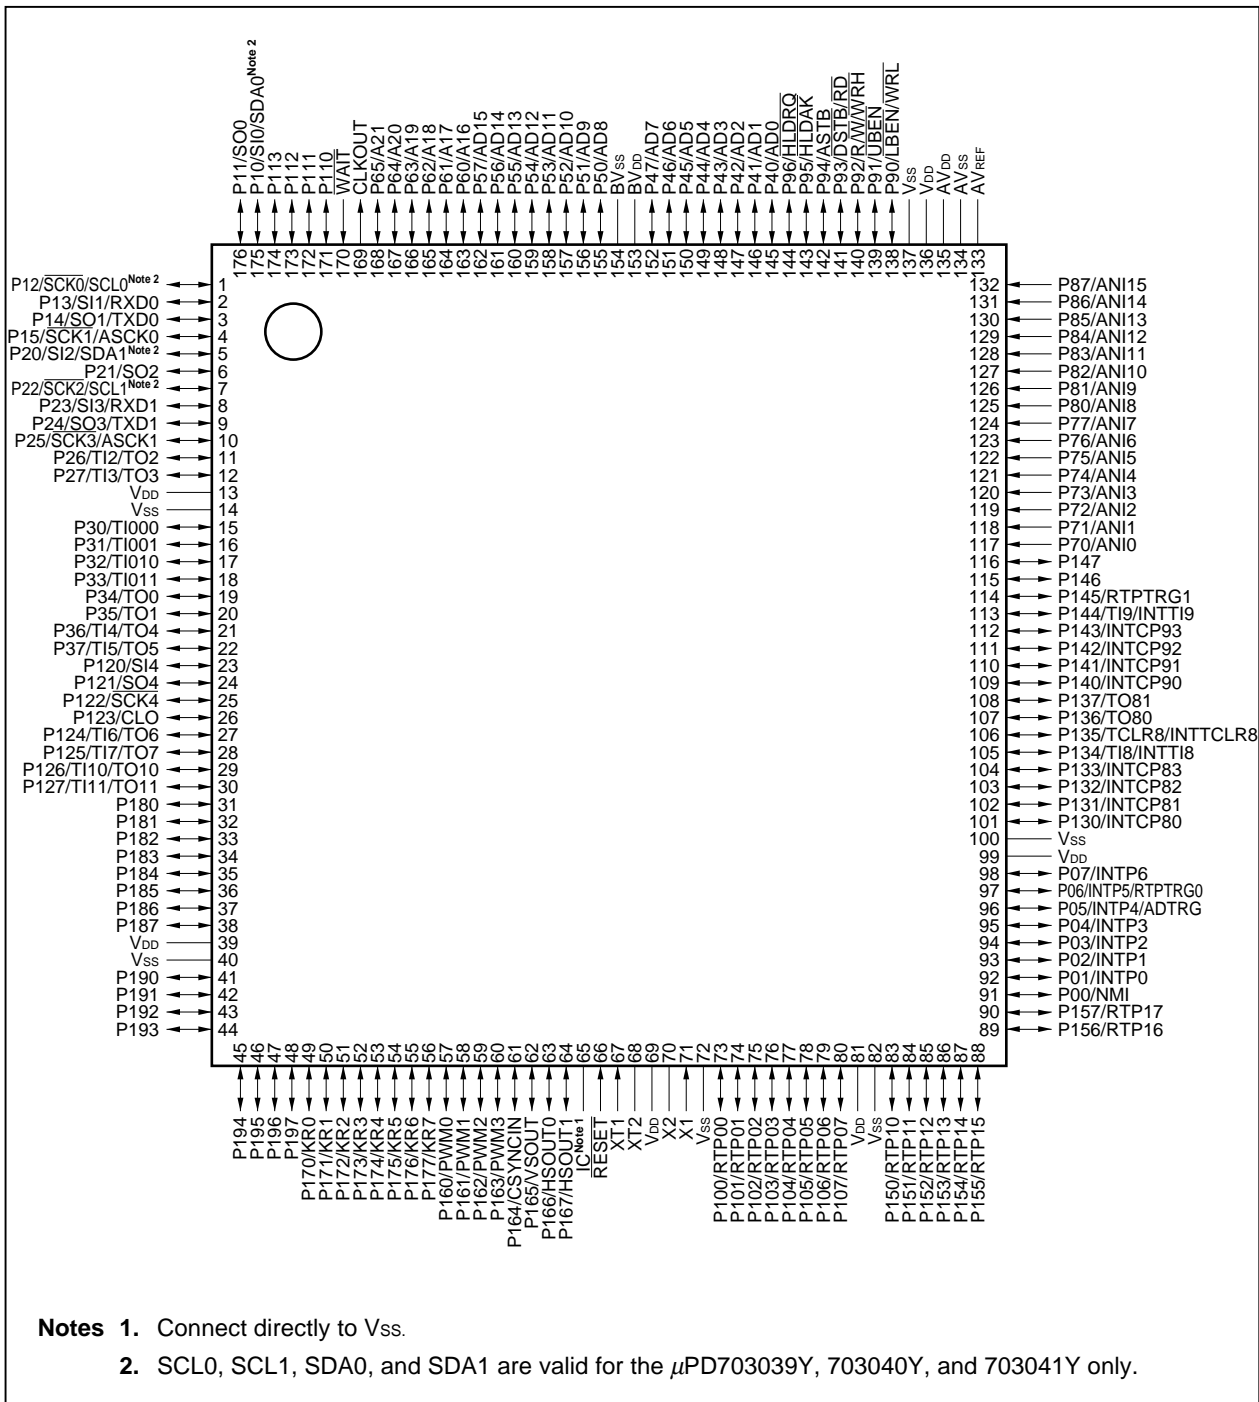 P11/SO0
P10/SI0/SDA0Note 2
P113
P112
P111
P110
WAIT
CLKOUT
P65/A21
P64/A20
P63/A19
P62/A18
P61/A17
P60/A16
P57/AD15
P56/AD14
P55/AD13
P54/AD12
P53/AD11
P52/AD10
P51/AD9
P50/AD8
BVSS
BVDD
P47/AD7
P46/AD6
P45/AD5
P44/AD4
P43/AD3
P42/AD2
P41/AD1
P40/AD0
P96/HLDRQ
P95/HLDAK
P94/ASTB
P93/DSTB/RD
P92/R/W/WRH
P91/UBEN
P90/LBEN/WRL
VSS
VDD
AVDD
AVSS
AVREF
176
175
174
173
172
171
170
169
168
167
166
165
164
163
162
161
160
159
158
157
156
155
154
153
152
151
150
149
148
147
146
145
144
143
142
141
140
139
138
137
136
135
134
133
P12/SCK0/SCL0Note 2 1
P13/SI1/RXD0 2
P14/SO1/TXD0 3
P15/SCK1/ASCK0 4
P20/SI2/SDA1Note 2 5
P21/SO2 6
P22/SCK2/SCL1Note 2 7
P23/SI3/RXD1 8
P24/SO3/TXD1 9
P25/SCK3/ASCK1 10
P26/TI2/TO2 11
P27/TI3/TO3 12
VDD 13
VSS 14
P30/TI000 15
P31/TI001 16
P32/TI010 17
P33/TI011 18
P34/TO0 19
P35/TO1 20
P36/TI4/TO4 21
P37/TI5/TO5 22
P120/SI4 23
P121/SO4 24
P122/SCK4 25
P123/CLO 26
P124/TI6/TO6 27
P125/TI7/TO7 28
P126/TI10/TO10 29
P127/TI11/TO11 30
P180 31
P181 32
P182 33
P183 34
P184 35
P185 36
P186 37
P187 38
VDD 39
VSS 40
P190 41
P191 42
P192 43
P193 44
132 P87/ANI15
131 P86/ANI14
130 P85/ANI13
129 P84/ANI12
128 P83/ANI11
127 P82/ANI10
126 P81/ANI9
125 P80/ANI8
124 P77/ANI7
123 P76/ANI6
122 P75/ANI5
121 P74/ANI4
120 P73/ANI3
119 P72/ANI2
118 P71/ANI1
117 P70/ANI0
116 P147
115 P146
114 P145/RTPTRG1
113 P144/TI9/INTTI9
112 P143/INTCP93
111 P142/INTCP92
110 P141/INTCP91
109 P140/INTCP90
108 P137/TO81
107 P136/TO80
106 P135/TCLR8/INTTCLR8
105 P134/TI8/INTTI8
104 P133/INTCP83
103 P132/INTCP82
102 P131/INTCP81
101 P130/INTCP80
100 VSS
99 VDD
98 P07/INTP6
97 P06/INTP5/RTPTRG0
96 P05/INTP4/ADTRG
95 P04/INTP3
94 P03/INTP2
93 P02/INTP1
92 P01/INTP0
91 P00/NMI
90 P157/RTP17
89 P156/RTP16
45
46
47
48
49
50
51
52
53
54
55
56
57
58
59
60
61
62
63
64
65
66
67
68
69
70
71
72
73
74
75
76
77
78
79
80
81
82
83
84
85
86
87
88
P194
P195
P196
P197
P170/KR0
P171/KR1
P172/KR2
P173/KR3
P174/KR4
P175/KR5
P176/KR6
P177/KR7
P160/PWM0
P161/PWM1
P162/PWM2
P163/PWM3
P164/CSYNCIN
P165/VSOUT
P166/HSOUT0
P167/HSOUT1
ICNote 1
RESET
XT1
XT2
VDD
X2
X1
VSS
P100/RTP00
P101/RTP01
P102/RTP02
P103/RTP03
P104/RTP04
P105/RTP05
P106/RTP06
P107/RTP07
VDD
VSS
P150/RTP10
P151/RTP11
P152/RTP12
P153/RTP13
P154/RTP14
P155/RTP15
Notes 1. Connect directly to VSS.
2. SCL0, SCL1, SDA0, and SDA1 are valid for the µPD703039Y, 703040Y, and 703041Y only.